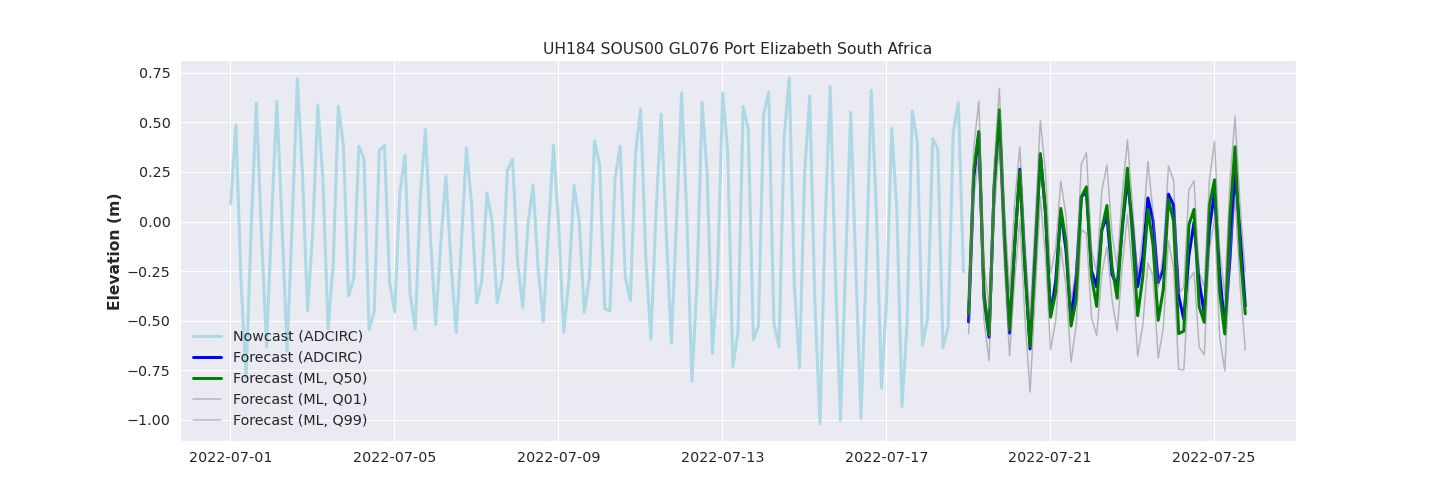 UH184 SOUS00 GL076 Port Elizabeth South Africa
Elevation (m)
0.75
0.50
0.25
0.00
−0.25
−0.50
−0.75
−1.00
Nowcast (ADCIRC)
Forecast (ADCIRC)
Forecast (ML, Q50)
Forecast (ML, Q01)
Forecast (ML, Q99)
2022-07-01 2022-07-05 2022-07-09 2022-07-13 2022-07-17 2022-07-21 2022-07-25